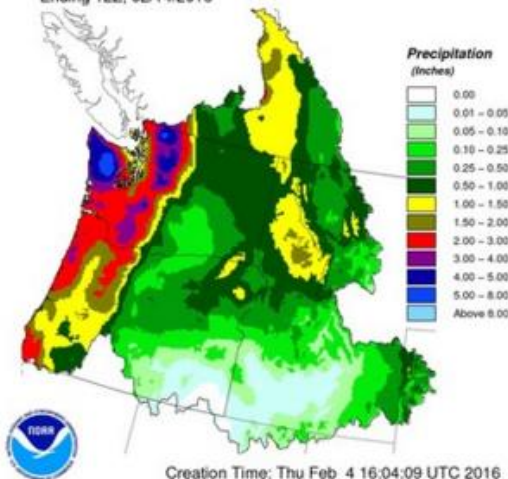 Precipitation
(Inches)
0.00
0.01 - 0.05
0.05 - 0.10
0.10 - 0.25
0.25 - 0.50
0.50 - 1.00
1.00 - 1.50
1.50 - 2.00
2.00 - 3.00
3.00 - 4.00
4.00 - 5.00
5.00 - 8.00
Above 8.00
NOAA
Creation Time: Thu Feb 4 16:04:09 UTC 2016